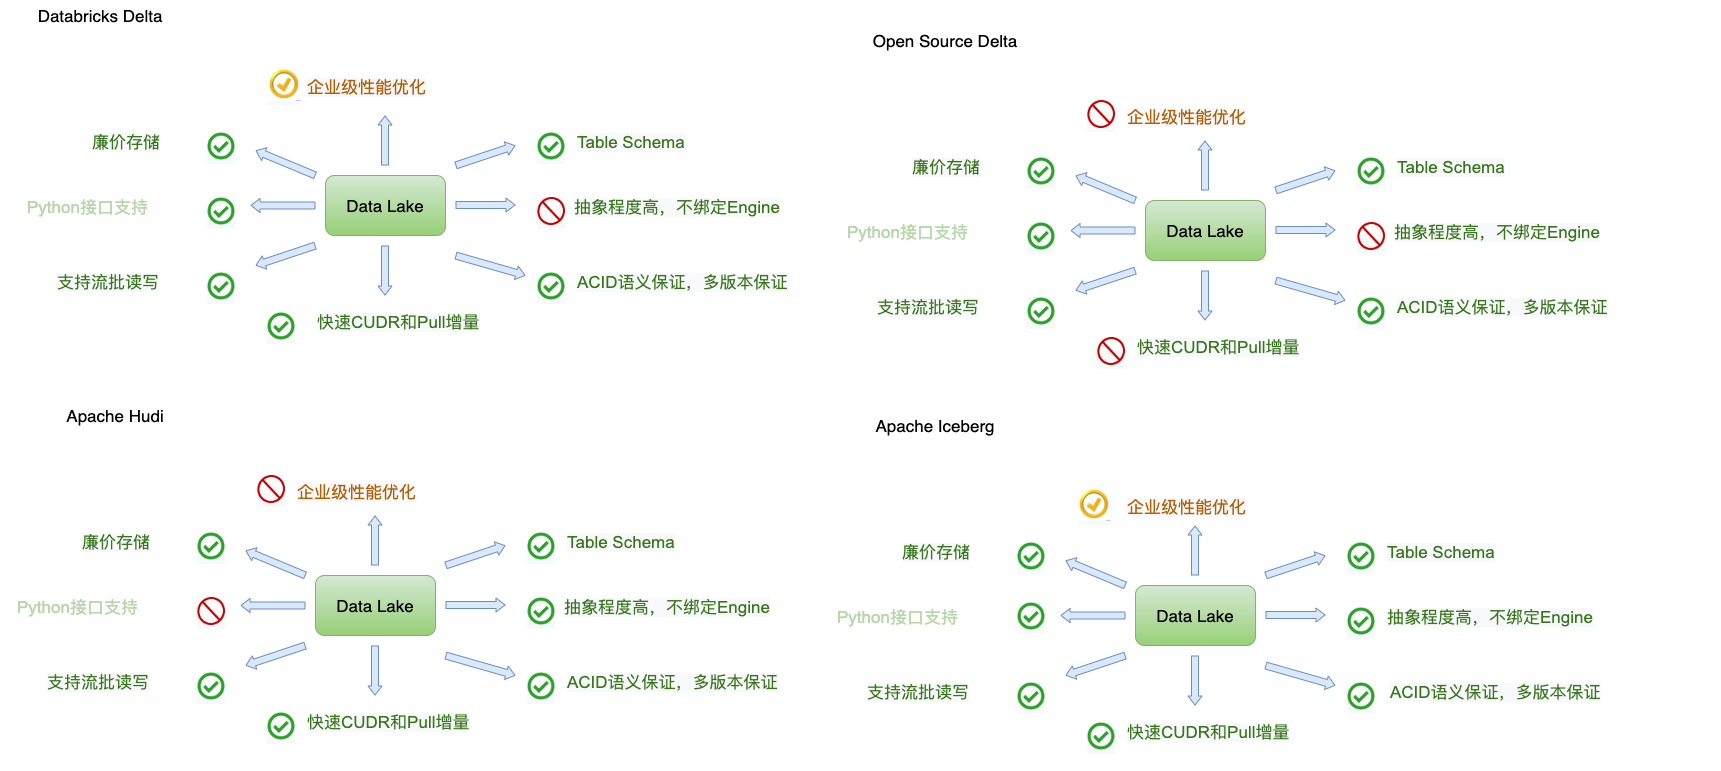 Databricks Delta
企业级性能优化
廉价存储
Table Schema
Python接口支持
Data Lake
抽象程度高，不绑定Engine
支持流批读写
ACID语义保证，多版本保证
快速CUDR和Pull增量
Open Source Delta
企业级性能优化
廉价存储
Table Schema
Python接口支持
Data Lake
抽象程度高，不绑定Engine
支持流批读写
ACID语义保证，多版本保证
快速CUDR和Pull增量
Apache Hudi
企业级性能优化
廉价存储
Table Schema
Python接口支持
Data Lake
抽象程度高，不绑定Engine
支持流批读写
ACID语义保证，多版本保证
快速CUDR和Pull增量
Apache Iceberg
企业级性能优化
廉价存储
Table Schema
Python接口支持
Data Lake
抽象程度高，不绑定Engine
支持流批读写
ACID语义保证，多版本保证
快速CUDR和Pull增量